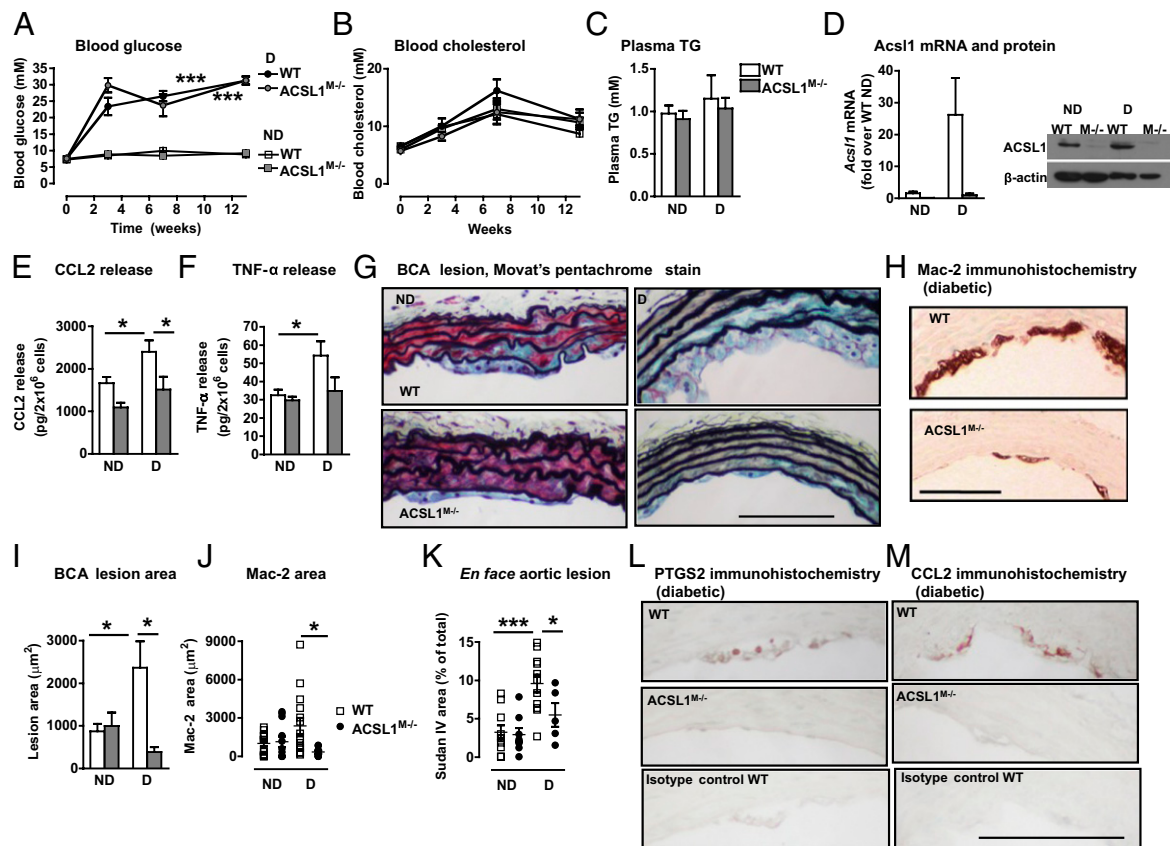 A
Blood glucose
Blood glucose (mM)
35
30
25
20
15
10
5
0
0 2 4 6 8 10 12
Time (weeks)
***
***
D
WT
ACSL1M-/-
ND
WT
ACSL1M-/-
B
Blood cholesterol
Blood cholesterol (mM)
20
10
0
0 2 4 6 8 10 12
Weeks
C
Plasma TG
Plasma TG (mM)
2.0
1.5
1.0
0.5
0.0
ND D
WT
ACSL1M-/-
D
Acsl1 mRNA and protein
Acsl1 mRNA
(fold over WT ND)
40
30
20
10
0
ND D
ND D
WT M-/- WT M-/-
ACSL1
β-actin
E
CCL2 release
CCL2 release
(pg/2x10⁶ cells)
3000
2000
1000
0
* *
ND D
F
TNF-α release
TNF-α release
(pg/2x10⁶ cells)
70
60
50
40
30
20
10
0
*
ND D
G
BCA lesion, Movat's pentachrome stain
ND
WT
D
ACSL1M-/-
H
Mac-2 immunohistochemistry
(diabetic)
WT
ACSL1M-/-
I
BCA lesion area
Lesion area (μm²)
3000
2000
1000
0
* *
ND D
J
Mac-2 area
Mac-2 area (μm²)
9000
6000
3000
0
*
ND D
WT
ACSL1M-/-
K
En face aortic lesion
Sudan IV area (% of total)
20
15
10
5
0
*** *
ND D
L
PTGS2 immunohistochemistry
(diabetic)
WT
ACSL1M-/-
Isotype control WT
M
CCL2 immunohistochemistry
(diabetic)
WT
ACSL1M-/-
Isotype control WT